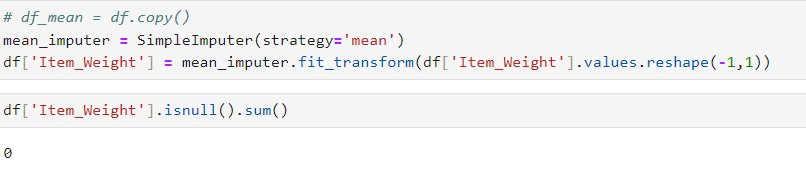 # df_mean = df.copy()
mean_imputer = SimpleImputer(strategy='mean')
df['Item_Weight'] = mean_imputer.fit_transform(df['Item_Weight'].values.reshape(-1,1))
df['Item_Weight'].isnull().sum()
0